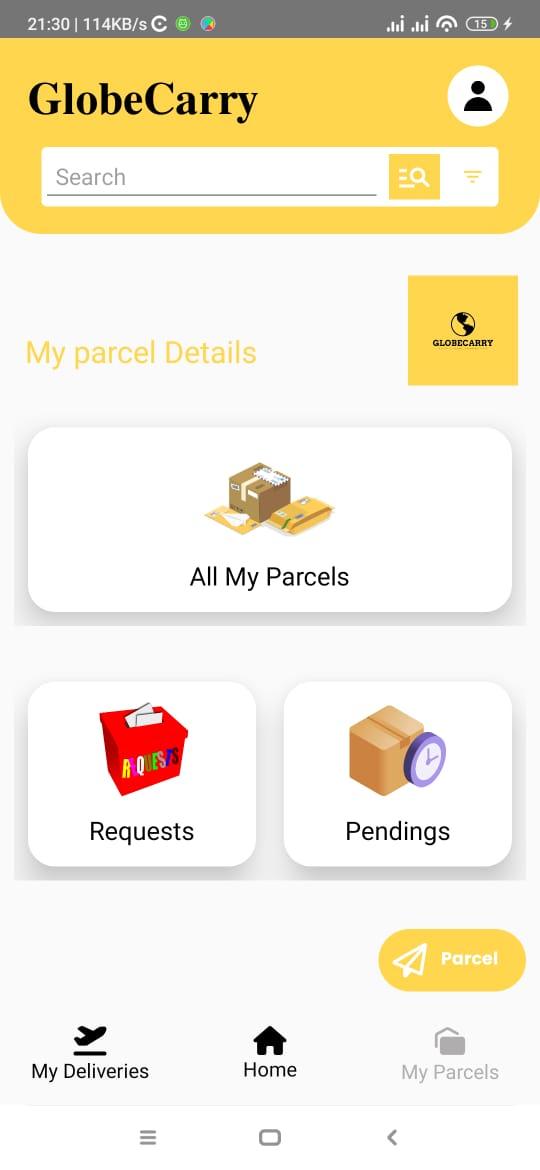 21:30 | 114KB/s
15
GlobeCarry
Search
GLOBECARRY
My parcel Details
All My Parcels
REQUESTS
Requests
Pendings
Parcel
My Deliveries
Home
My Parcels